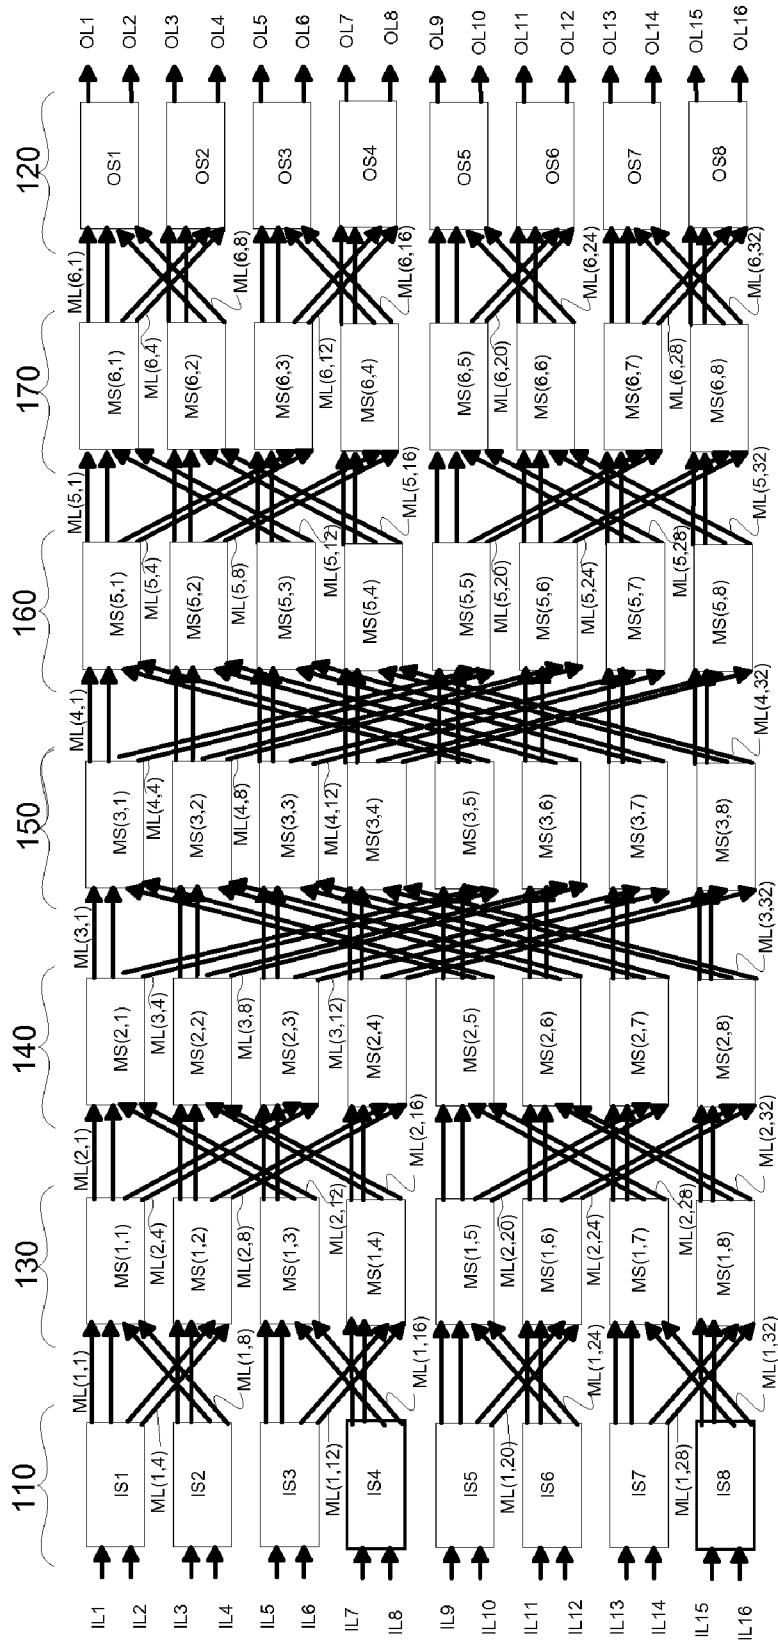 110
130
140
150
160
170
120
IL1
IL2
IL3
IL4
IL5
IL6
IL7
IL8
IL9
IL10
IL11
IL12
IL13
IL14
IL15
IL16
IS1
IS2
IS3
IS4
IS5
IS6
IS7
IS8
ML(1,1)
ML(1,4)
ML(1,8)
ML(1,12)
ML(1,16)
ML(1,20)
ML(1,24)
ML(1,28)
ML(1,32)
MS(1,1)
MS(1,2)
MS(1,3)
MS(1,4)
MS(1,5)
MS(1,6)
MS(1,7)
MS(1,8)
ML(2,1)
ML(2,4)
ML(2,8)
ML(2,12)
ML(2,16)
ML(2,20)
ML(2,24)
ML(2,28)
ML(2,32)
MS(2,1)
MS(2,2)
MS(2,3)
MS(2,4)
MS(2,5)
MS(2,6)
MS(2,7)
MS(2,8)
ML(3,1)
ML(3,4)
ML(3,8)
ML(3,12)
ML(3,32)
MS(3,1)
MS(3,2)
MS(3,3)
MS(3,4)
MS(3,5)
MS(3,6)
MS(3,7)
MS(3,8)
ML(4,1)
ML(4,4)
ML(4,8)
ML(4,12)
ML(4,32)
MS(5,1)
MS(5,2)
MS(5,3)
MS(5,4)
MS(5,5)
MS(5,6)
MS(5,7)
MS(5,8)
ML(5,1)
ML(5,4)
ML(5,8)
ML(5,12)
ML(5,16)
ML(5,20)
ML(5,24)
ML(5,28)
ML(5,32)
MS(6,1)
MS(6,2)
MS(6,3)
MS(6,4)
MS(6,5)
MS(6,6)
MS(6,7)
MS(6,8)
ML(6,1)
ML(6,4)
ML(6,8)
ML(6,12)
ML(6,16)
ML(6,20)
ML(6,24)
ML(6,28)
ML(6,32)
OS1
OS2
OS3
OS4
OS5
OS6
OS7
OS8
OL1
OL2
OL3
OL4
OL5
OL6
OL7
OL8
OL9
OL10
OL11
OL12
OL13
OL14
OL15
OL16